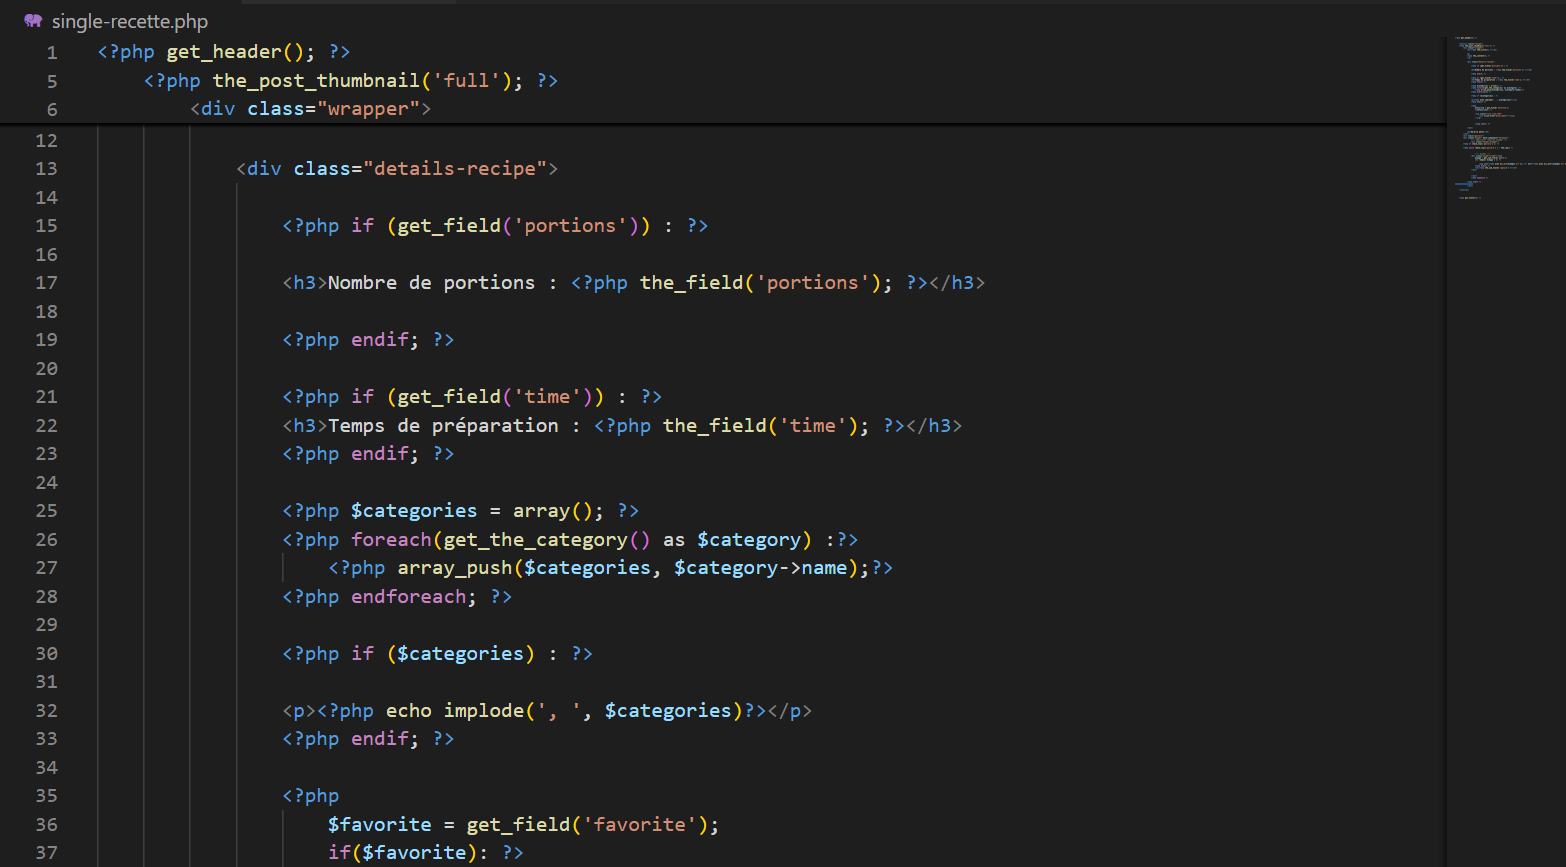 single-recette.php
1 <?php get_header(); ?>
5 <?php the_post_thumbnail('full'); ?>
6 <div class="wrapper">
12
13 <div class="details-recipe">
14
15 <?php if (get_field('portions')) : ?>
16
17 <h3>Nombre de portions : <?php the_field('portions'); ?></h3>
18
19 <?php endif; ?>
20
21 <?php if (get_field('time')) : ?>
22 <h3>Temps de préparation : <?php the_field('time'); ?></h3>
23 <?php endif; ?>
24
25 <?php $categories = array(); ?>
26 <?php foreach(get_the_category() as $category) :?>
27 <?php array_push($categories, $category->name);?>
28 <?php endforeach; ?>
29
30 <?php if ($categories) : ?>
31
32 <p><?php echo implode(', ', $categories)?></p>
33 <?php endif; ?>
34
35 <?php
36 $favorite = get_field('favorite');
37 if($favorite): ?>